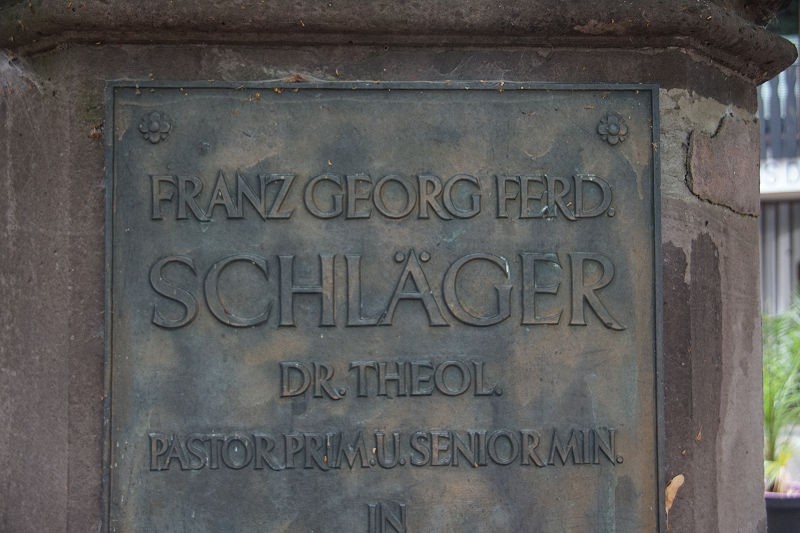 FRANZ GEORG FERD.
SCHLÄGER
DR. THEOL.
PASTOR PRIM. U. SENIOR MIN.
IN